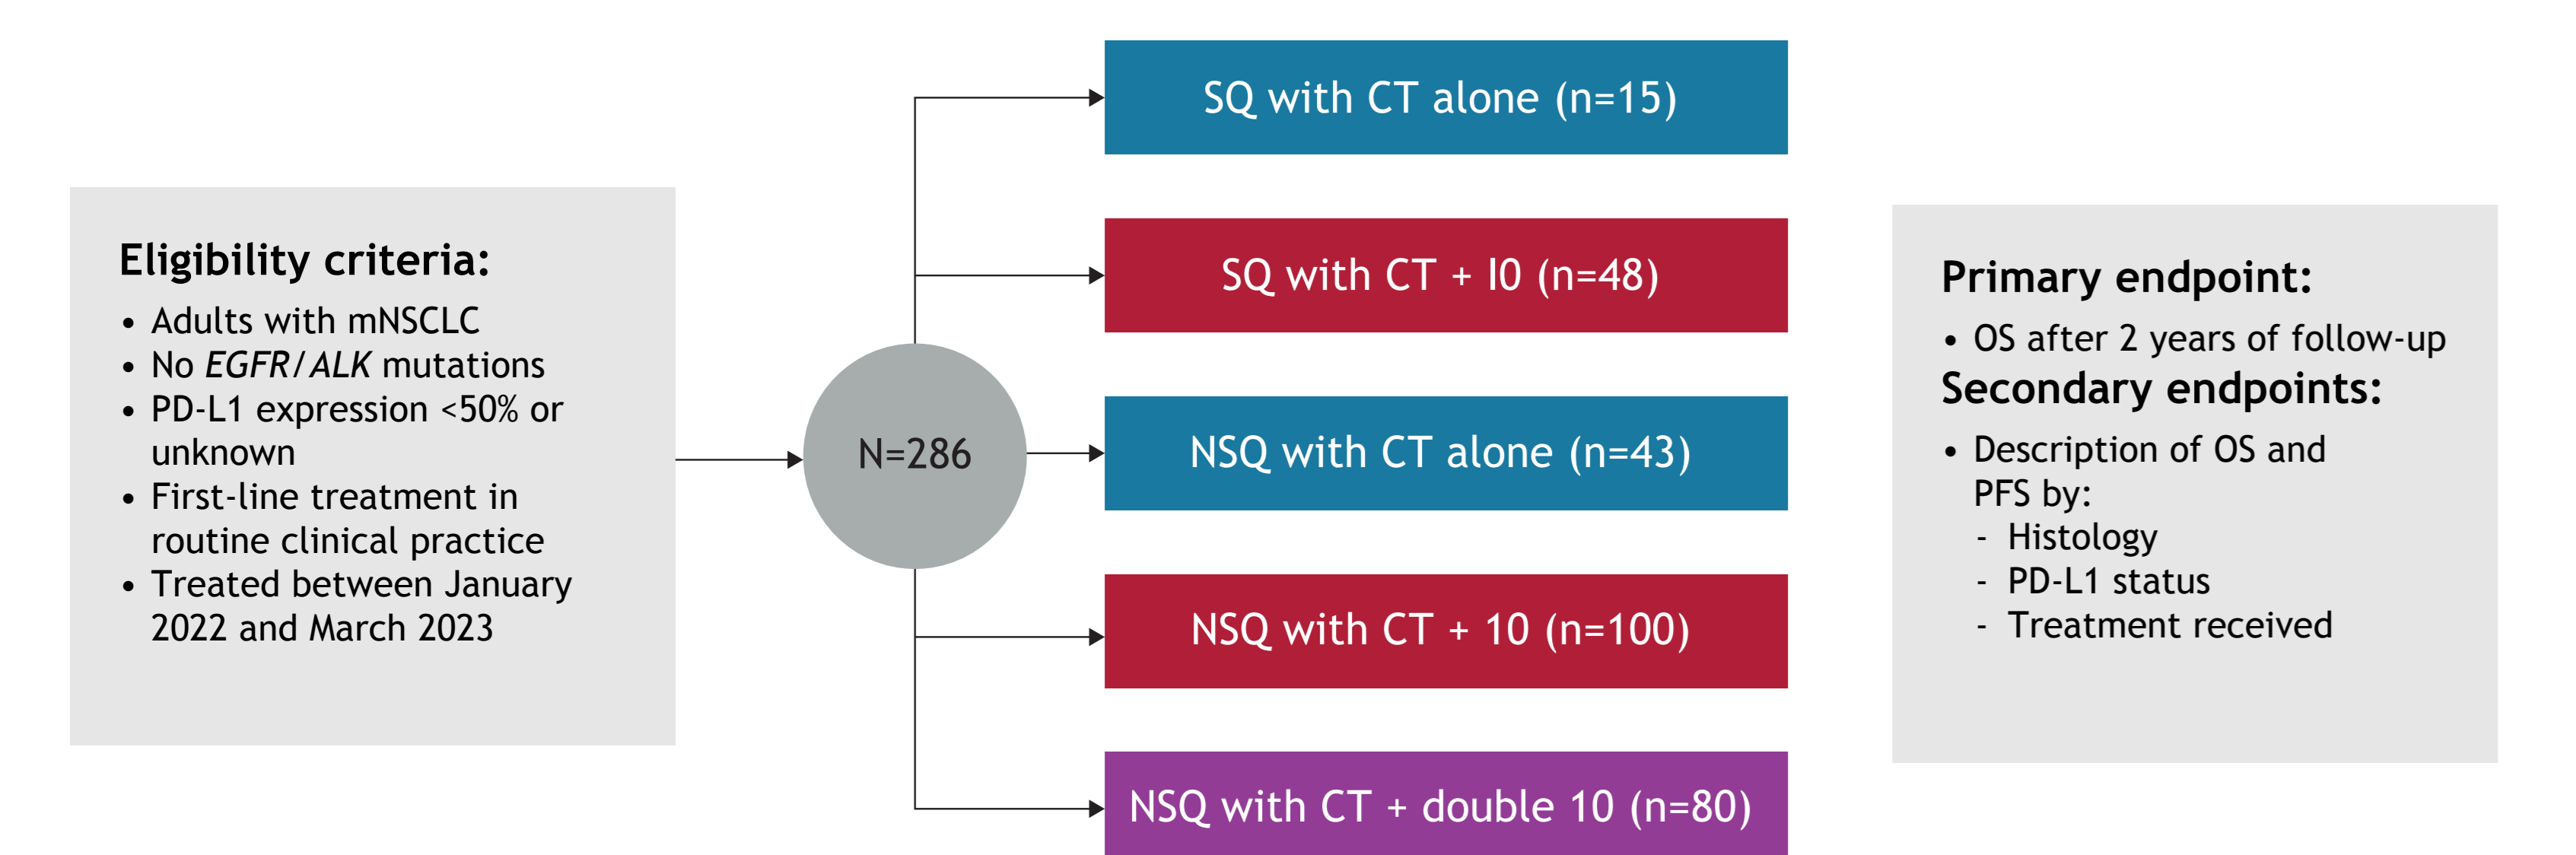 Eligibility criteria:
• Adults with mNSCLC
• No EGFR/ALK mutations
• PD-L1 expression <50% or
unknown
• First-line treatment in
routine clinical practice
• Treated between January
2022 and March 2023
N=286
SQ with CT alone (n=15)
SQ with CT + I0 (n=48)
NSQ with CT alone (n=43)
NSQ with CT + 10 (n=100)
NSQ with CT + double 10 (n=80)
Primary endpoint:
• OS after 2 years of follow-up
Secondary endpoints:
• Description of OS and
PFS by:
- Histology
- PD-L1 status
- Treatment received